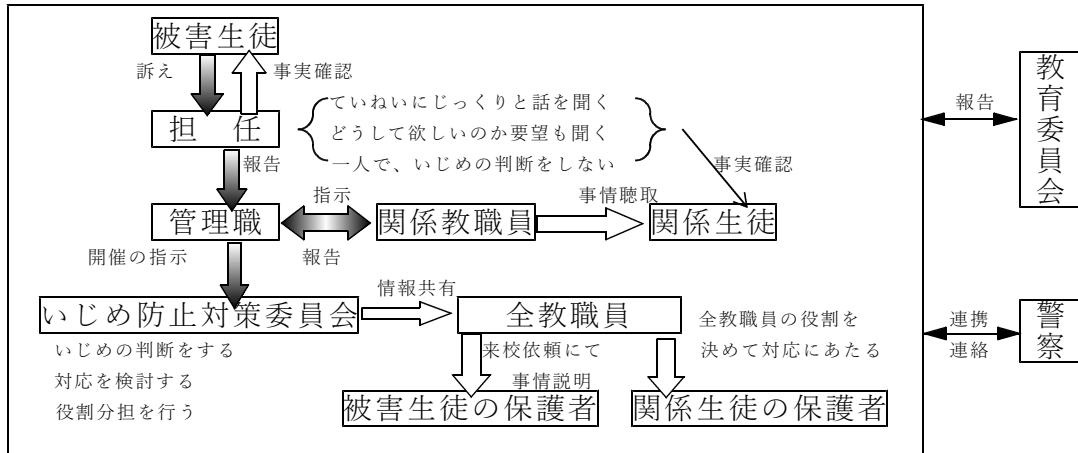 被害生徒
訴え
事実確認
担　任
ていねいにじっくりと話を聞く
どうして欲しいのか要望も聞く
一人で、いじめの判断をしない
報告
事実確認
指示
事情聴取
管理職
関係教職員
関係生徒
開催の指示
報告
情報共有
いじめ防止対策委員会
全教職員
全教職員の役割を
決めて対応にあたる
いじめの判断をする
対応を検討する
役割分担を行う
来校依頼にて
事情説明
被害生徒の保護者
関係生徒の保護者
報告
教育委員会
連携
連絡
警察